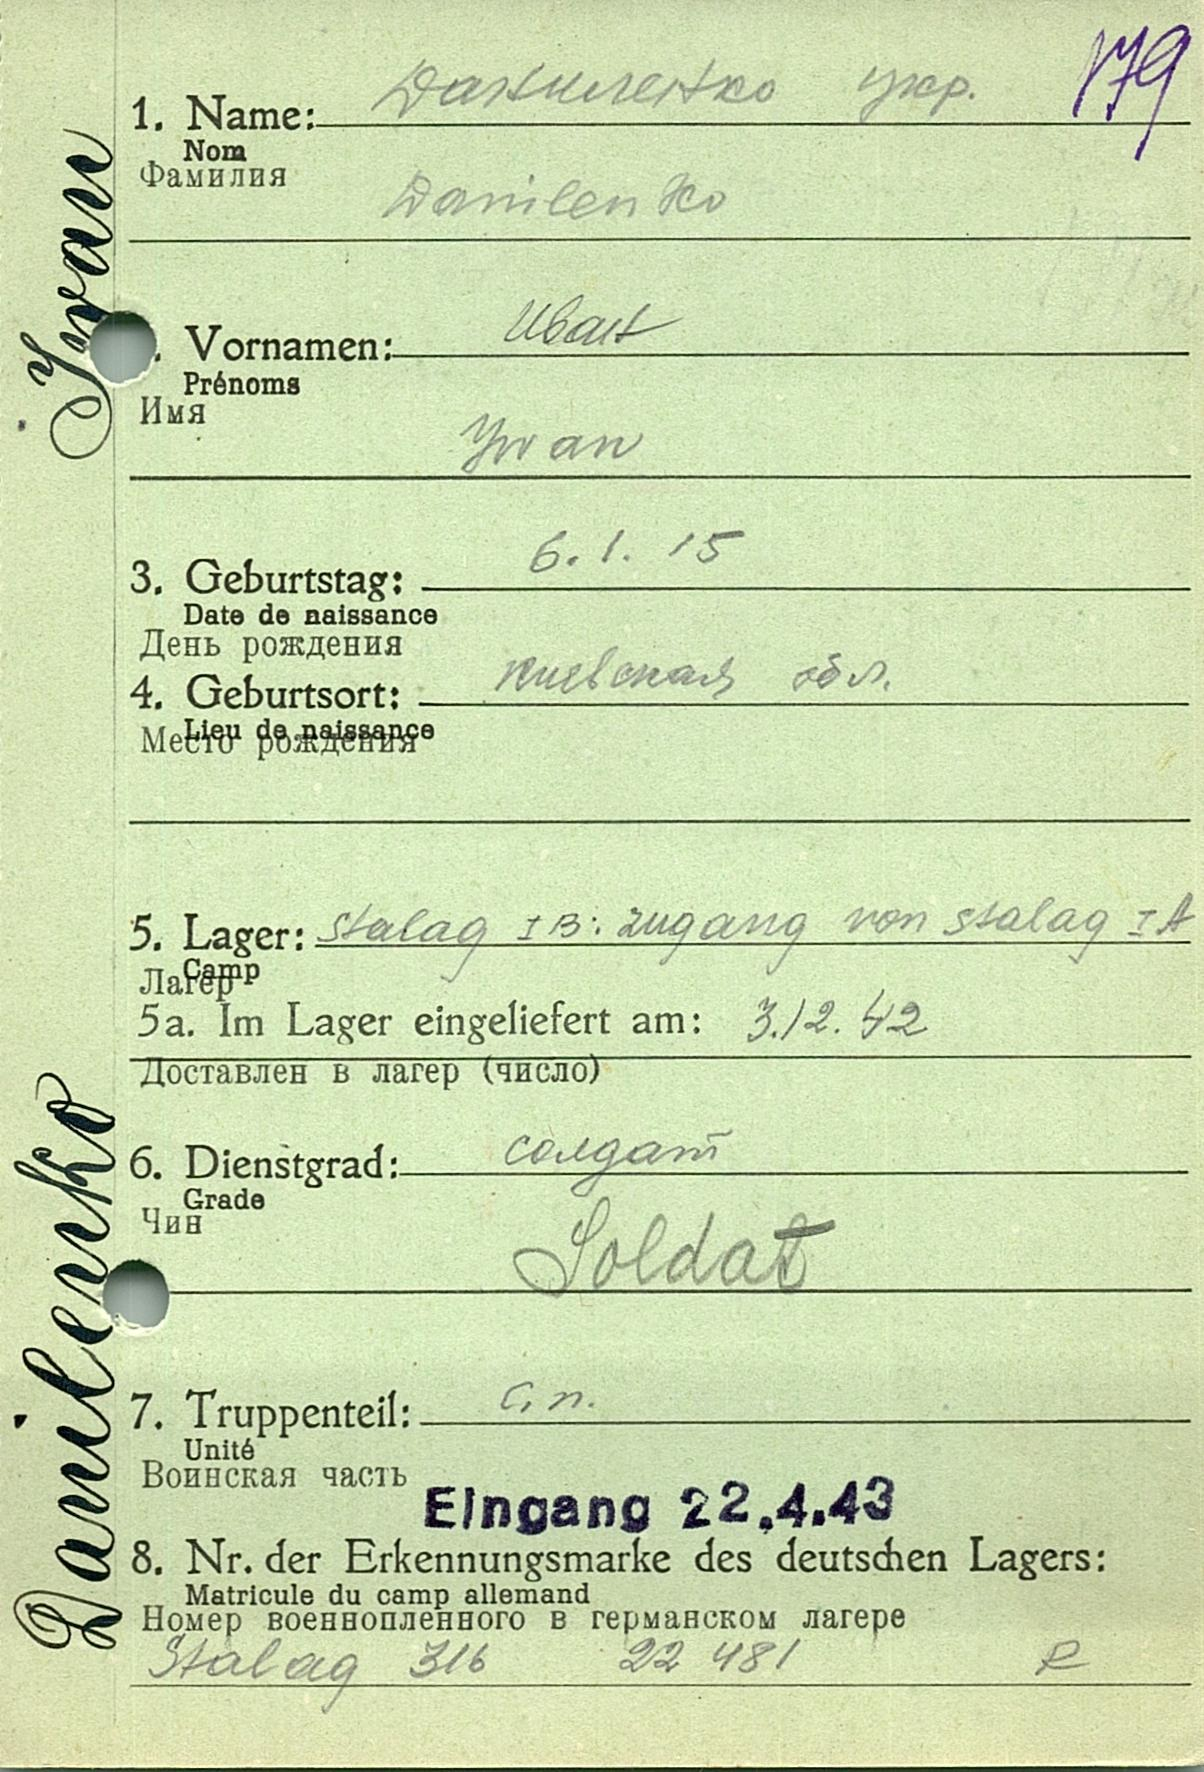 Даниленко укр. 179
1. Name:
Nom
Фамилия
Danilenko
Iwan
. Vornamen: Иван
Prénoms
Имя
Iwan
3. Geburtstag: 6.1.15
Date de naissance
День рождения
4. Geburtsort: Киевская обл.
Lieu de naissance
Место рождения
5. Lager: Stalag IB: Zugang von Stalag IA
Camp
Лагерь
5a. Im Lager eingeliefert am: 3.12.42
Доставлен в лагер (число)
Danilenko
6. Dienstgrad: солдат
Grade
Чин
Soldat
7. Truppenteil: с.п.
Unité
Воинская часть
Eingang 22.4.43
8. Nr. der Erkennungsmarke des deutschen Lagers:
Matricule du camp allemand
Номер военнопленного в германском лагере
Stalag 316 22 481 R